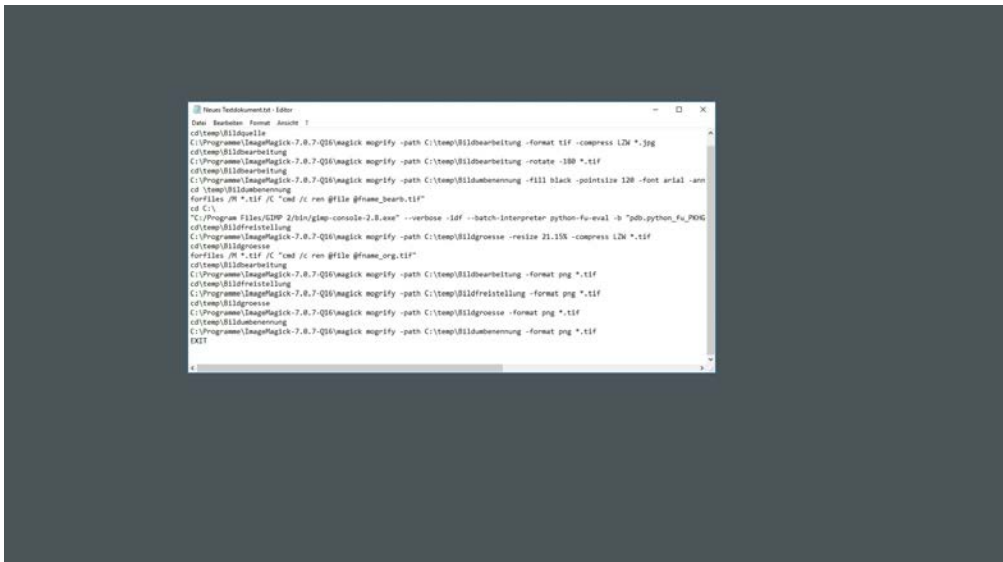 Neues Textdokument.txt - Editor
Datei Bearbeiten Format Ansicht ?
cd\temp\Bildquelle
C:\Programme\ImageMagick-7.0.7-Q16\magick mogrify -path C:\temp\Bildbearbeitung -format tif -compress LZW *.jpg
cd\temp\Bildbearbeitung
C:\Programme\ImageMagick-7.0.7-Q16\magick mogrify -path C:\temp\Bildbearbeitung -rotate -180 *.tif
cd\temp\Bildbearbeitung
C:\Programme\ImageMagick-7.0.7-Q16\magick mogrify -path C:\temp\Bildumbenennung -fill black -pointsize 120 -font arial -ann
cd \temp\Bildumbenennung
forfiles /M *.tif /C "cmd /c ren @file @fname_bearb.tif"
cd C:\
"C:/Program Files/GIMP 2/bin/gimp-console-2.8.exe" --verbose -idf --batch-interpreter python-fu-eval -b "pdb.python_fu_PKHG
cd\temp\Bildfreistellung
C:\Programme\ImageMagick-7.0.7-Q16\magick mogrify -path C:\temp\Bildgroesse -resize 21.15% -compress LZW *.tif
cd\temp\Bildgroesse
forfiles /M *.tif /C "cmd /c ren @file @fname_org.tif"
cd\temp\Bildbearbeitung
C:\Programme\ImageMagick-7.0.7-Q16\magick mogrify -path C:\temp\Bildbearbeitung -format png *.tif
cd\temp\Bildfreistellung
C:\Programme\ImageMagick-7.0.7-Q16\magick mogrify -path C:\temp\Bildfreistellung -format png *.tif
cd\temp\Bildgroesse
C:\Programme\ImageMagick-7.0.7-Q16\magick mogrify -path C:\temp\Bildgroesse -format png *.tif
cd\temp\Bildumbenennung
C:\Programme\ImageMagick-7.0.7-Q16\magick mogrify -path C:\temp\Bildumbenennung -format png *.tif
EXIT